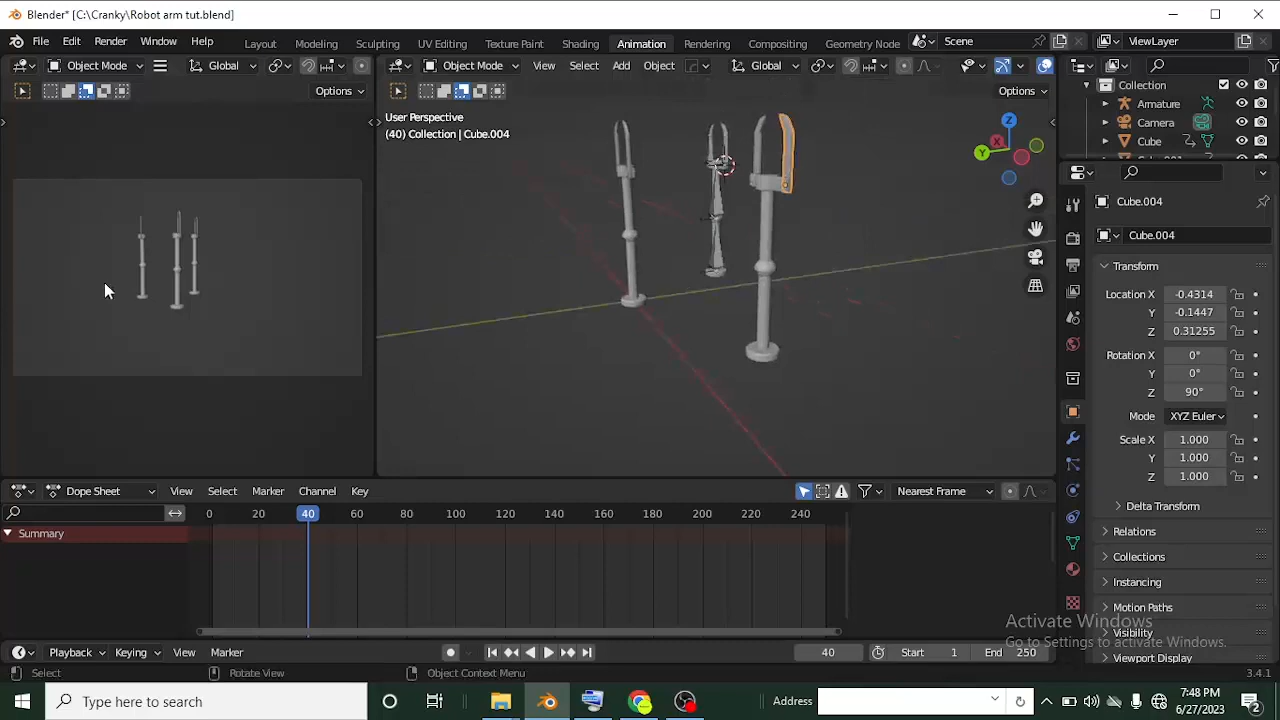 Blender* [C:\Cranky\Robot arm tut.blend]
File Edit Render Window Help Layout Modeling Sculpting UV Editing Texture Paint Shading Animation Rendering Compositing Geometry Node Scene ViewLayer
Object Mode Global Object Mode View Select Add Object Global
Options Options
User Perspective
(40) Collection | Cube.004
Z
X
Y
Collection
Armature
Camera
Cube
Cube.004
Cube.004
Transform
Location X -0.4314
Y -0.1447
Z 0.31255
Rotation X 0°
Y 0°
Z 90°
Mode XYZ Euler
Scale X 1.000
Y 1.000
Z 1.000
Delta Transform
Relations
Collections
Instancing
Motion Paths
Visibility
Viewport Display
Dope Sheet View Select Marker Channel Key Nearest Frame
0 20 40 60 80 100 120 140 160 180 200 220 240
Summary
Activate Windows
Go to Settings to activate Windows.
Playback Keying View Marker 40 Start 1 End 250
Select Rotate View Object Context Menu 3.4.1
Type here to search Address 7:48 PM
6/27/2023 2